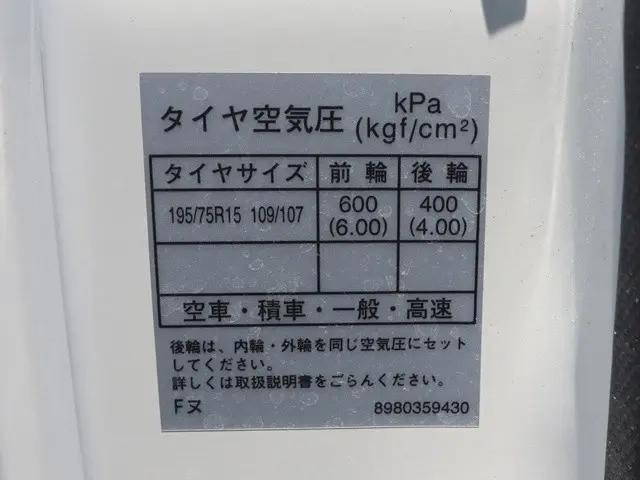 タイヤ空気圧 kPa (kgf/cm²)
タイヤサイズ 前輪 後輪
195/75R15 109/107 600 (6.00) 400 (4.00)
空車・積車・一般・高速
後輪は、内輪・外輪を同じ空気圧にセット
してください。
詳しくは取扱説明書をごらんください。
Fヌ 8980359430